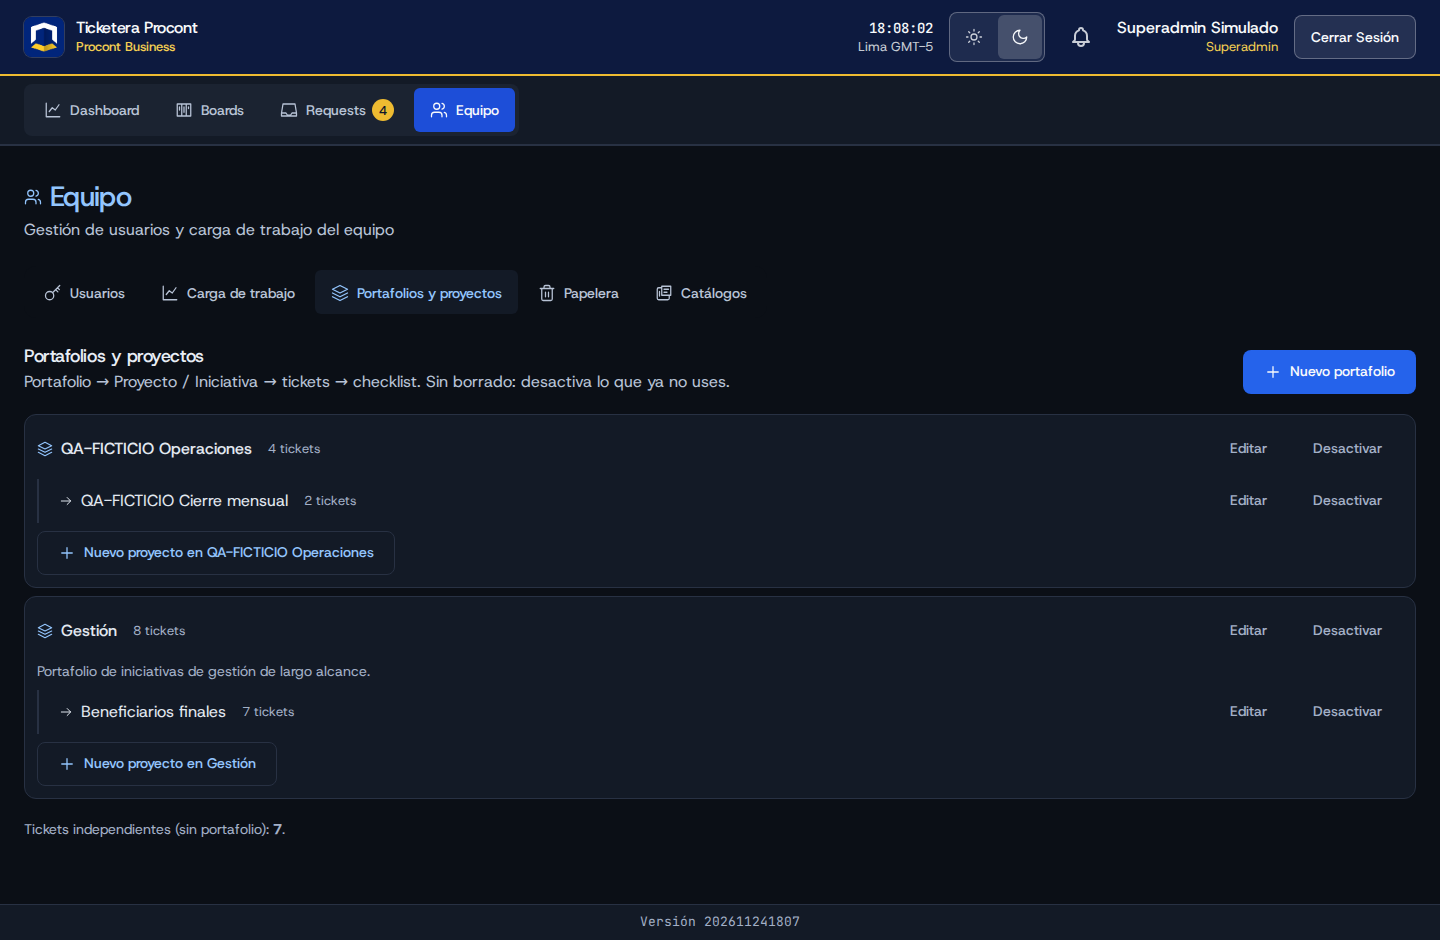 Ticketera Procont
Procont Business
18:08:02
Lima GMT-5
Superadmin Simulado
Superadmin
Cerrar Sesión
Dashboard
Boards
Requests 4
Equipo
Equipo
Gestión de usuarios y carga de trabajo del equipo
Usuarios
Carga de trabajo
Portafolios y proyectos
Papelera
Catálogos
Portafolios y proyectos
Portafolio → Proyecto / Iniciativa → tickets → checklist. Sin borrado: desactiva lo que ya no uses.
+ Nuevo portafolio
QA-FICTICIO Operaciones 4 tickets Editar Desactivar
→ QA-FICTICIO Cierre mensual 2 tickets Editar Desactivar
+ Nuevo proyecto en QA-FICTICIO Operaciones
Gestión 8 tickets Editar Desactivar
Portafolio de iniciativas de gestión de largo alcance.
→ Beneficiarios finales 7 tickets Editar Desactivar
+ Nuevo proyecto en Gestión
Tickets independientes (sin portafolio): 7.
Versión 202611241807